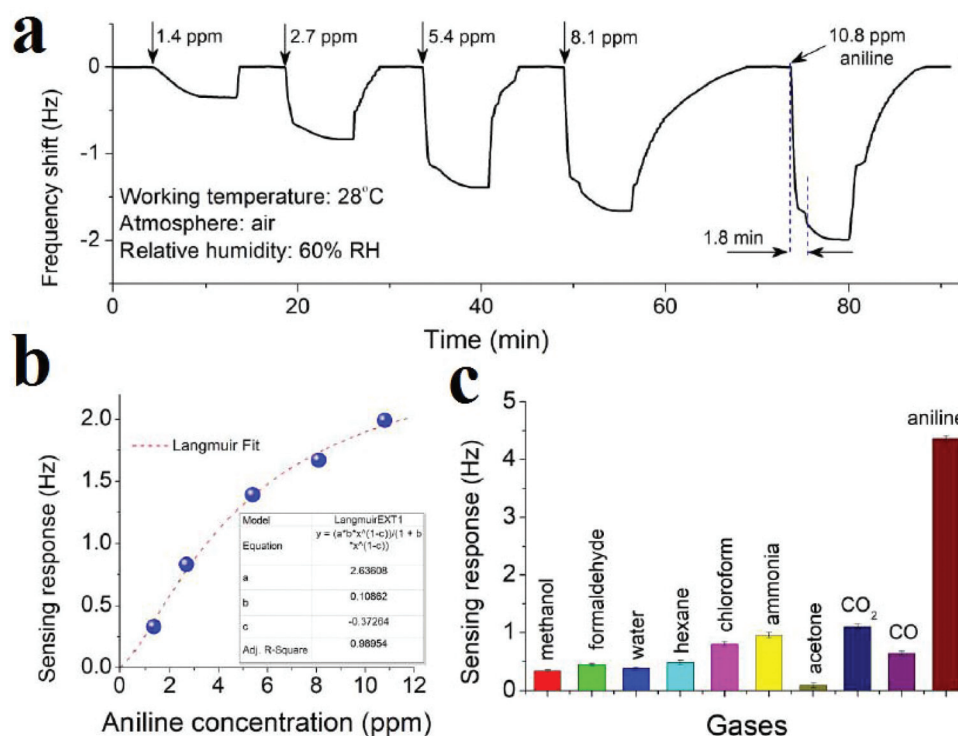 a
1.4 ppm
2.7 ppm
5.4 ppm
8.1 ppm
10.8 ppm
aniline
0
-1
-2
Frequency shift (Hz)
Working temperature: 28°C
Atmosphere: air
Relative humidity: 60% RH
1.8 min
0 20 40 60 80
Time (min)
b
2.0
1.5
1.0
0.5
0.0
Sensing response (Hz)
Langmuir Fit
Model LangmuirEXT1
Equation y = (a*b*x^(1-c))/(1 + b
*x^(1-c))
a 2.63608
b 0.10862
c -0.37264
Adj. R-Square 0.98954
0 2 4 6 8 10 12
Aniline concentration (ppm)
c
5
4
3
2
1
0
Sensing response (Hz)
methanol
formaldehyde
water
hexane
chloroform
ammonia
acetone
CO₂
CO
aniline
Gases